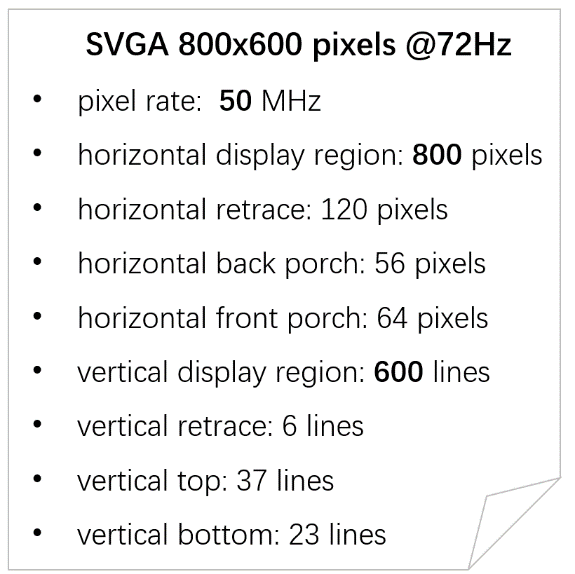 SVGA 800x600 pixels @72Hz
• pixel rate: 50 MHz
• horizontal display region: 800 pixels
• horizontal retrace: 120 pixels
• horizontal back porch: 56 pixels
• horizontal front porch: 64 pixels
• vertical display region: 600 lines
• vertical retrace: 6 lines
• vertical top: 37 lines
• vertical bottom: 23 lines